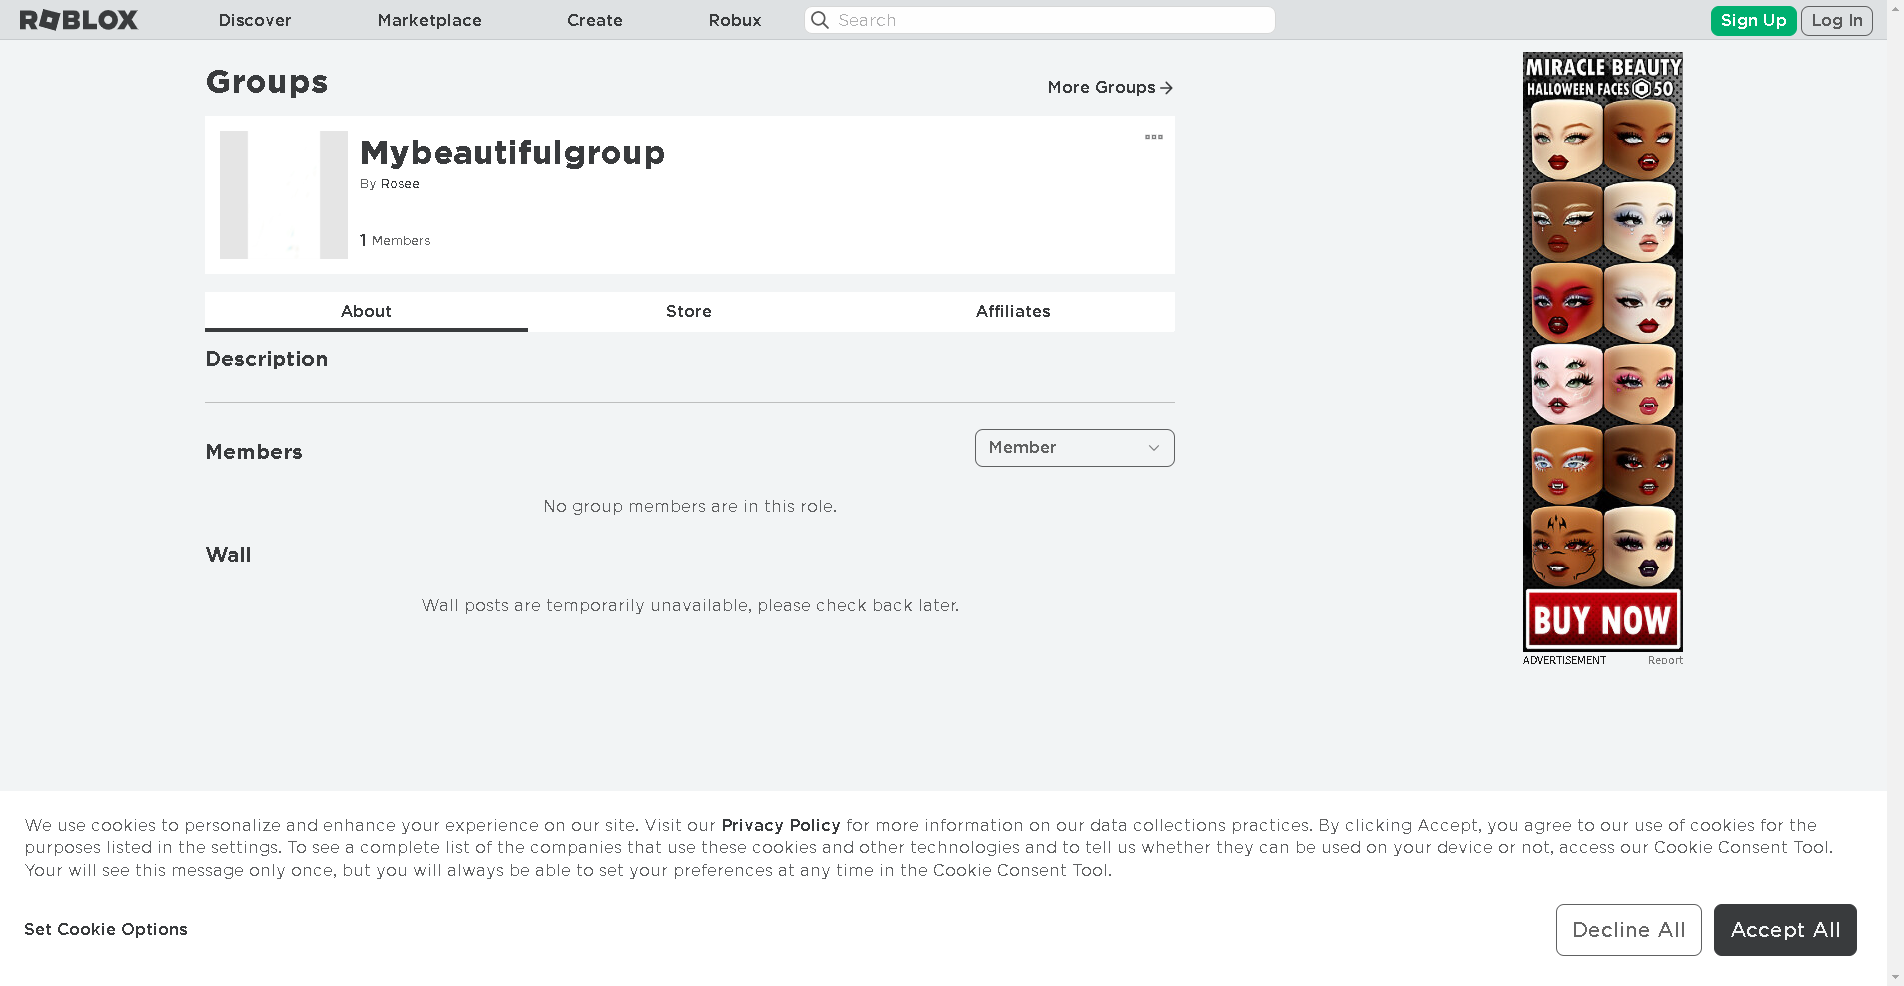 ROBLOX
Discover
Marketplace
Create
Robux
Search
Sign Up
Log In
Groups
More Groups
Mybeautifulgroup
By Rosee
1 Members
About
Store
Affiliates
Description
Members
Member
No group members are in this role.
Wall
Wall posts are temporarily unavailable, please check back later.
MIRACLE BEAUTY
HALLOWEEN FACES 50
BUY NOW
ADVERTISEMENT
Report
We use cookies to personalize and enhance your experience on our site. Visit our Privacy Policy for more information on our data collections practices. By clicking Accept, you agree to our use of cookies for the
purposes listed in the settings. To see a complete list of the companies that use these cookies and other technologies and to tell us whether they can be used on your device or not, access our Cookie Consent Tool.
Your will see this message only once, but you will always be able to set your preferences at any time in the Cookie Consent Tool.
Set Cookie Options
Decline All
Accept All